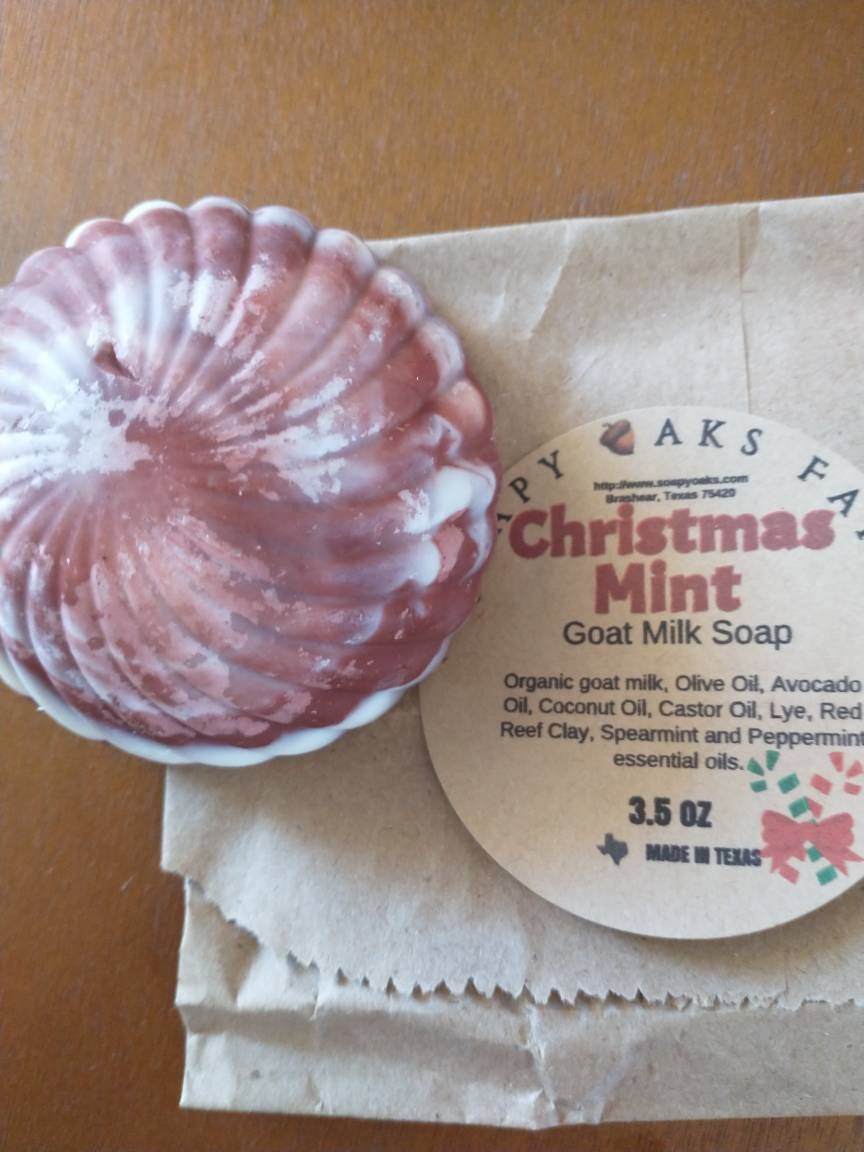 APY OAKS FA
http://www.soapyoaks.com
Brashear, Texas 75420
Christmas
Mint
Goat Milk Soap
Organic goat milk, Olive Oil, Avocado
Oil, Coconut Oil, Castor Oil, Lye, Red
Reef Clay, Spearmint and Peppermint
essential oils.
3.5 OZ
MADE IN TEXAS